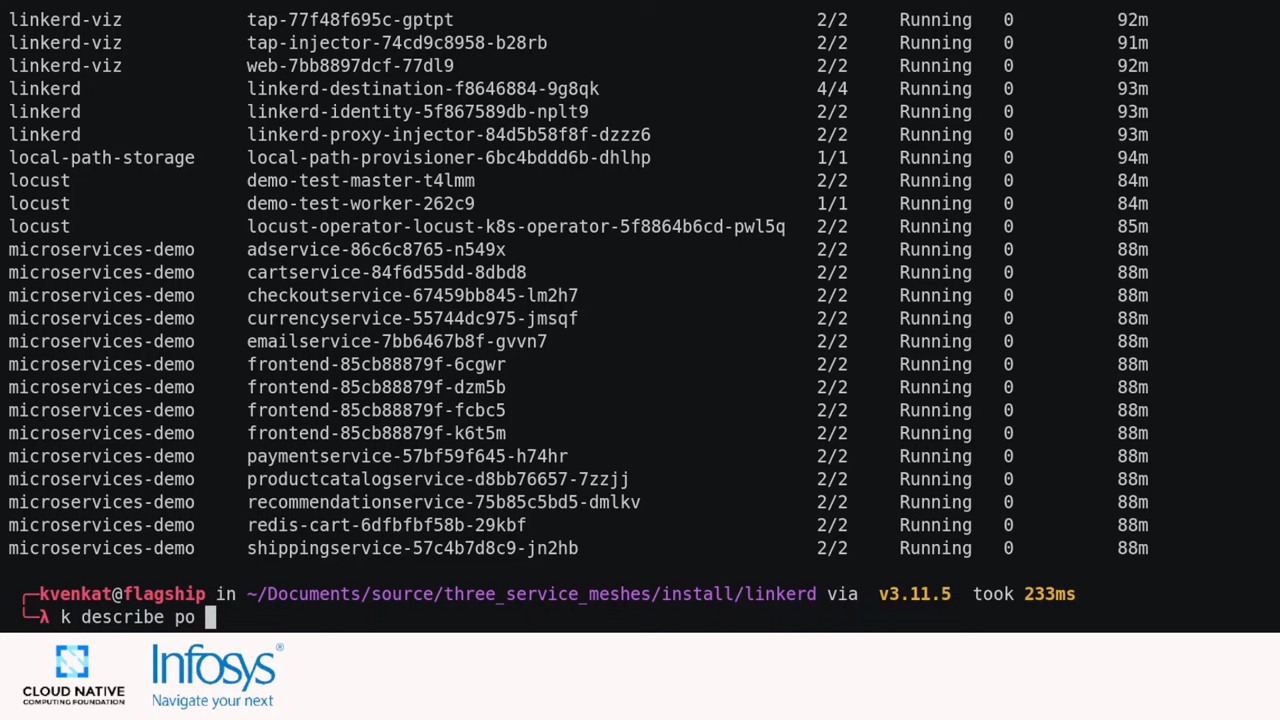 linkerd-viz tap-77f48f695c-gptpt 2/2 Running 0 92m
linkerd-viz tap-injector-74cd9c8958-b28rb 2/2 Running 0 91m
linkerd-viz web-7bb8897dcf-77dl9 2/2 Running 0 92m
linkerd linkerd-destination-f8646884-9g8qk 4/4 Running 0 93m
linkerd linkerd-identity-5f867589db-nplt9 2/2 Running 0 93m
linkerd linkerd-proxy-injector-84d5b58f8f-dzzz6 2/2 Running 0 93m
local-path-storage local-path-provisioner-6bc4bddd6b-dhlhp 1/1 Running 0 94m
locust demo-test-master-t4lmm 2/2 Running 0 84m
locust demo-test-worker-262c9 1/1 Running 0 84m
locust locust-operator-locust-k8s-operator-5f8864b6cd-pwl5q 2/2 Running 0 85m
microservices-demo adservice-86c6c8765-n549x 2/2 Running 0 88m
microservices-demo cartservice-84f6d55dd-8dbd8 2/2 Running 0 88m
microservices-demo checkoutservice-67459bb845-lm2h7 2/2 Running 0 88m
microservices-demo currencyservice-55744dc975-jmsqf 2/2 Running 0 88m
microservices-demo emailservice-7bb6467b8f-gvvn7 2/2 Running 0 88m
microservices-demo frontend-85cb88879f-6cgwr 2/2 Running 0 88m
microservices-demo frontend-85cb88879f-dzm5b 2/2 Running 0 88m
microservices-demo frontend-85cb88879f-fcbc5 2/2 Running 0 88m
microservices-demo frontend-85cb88879f-k6t5m 2/2 Running 0 88m
microservices-demo paymentservice-57bf59f645-h74hr 2/2 Running 0 88m
microservices-demo productcatalogservice-d8bb76657-7zzjj 2/2 Running 0 88m
microservices-demo recommendationservice-75b85c5bd5-dmlkv 2/2 Running 0 88m
microservices-demo redis-cart-6dfbfbf58b-29kbf 2/2 Running 0 88m
microservices-demo shippingservice-57c4b7d8c9-jn2hb 2/2 Running 0 88m
╭─kvenkat@flagship in ~/Documents/source/three_service_meshes/install/linkerd via v3.11.5 took 233ms
╰─λ k describe po
CLOUD NATIVE
COMPUTING FOUNDATION
Infosys®
Navigate your next